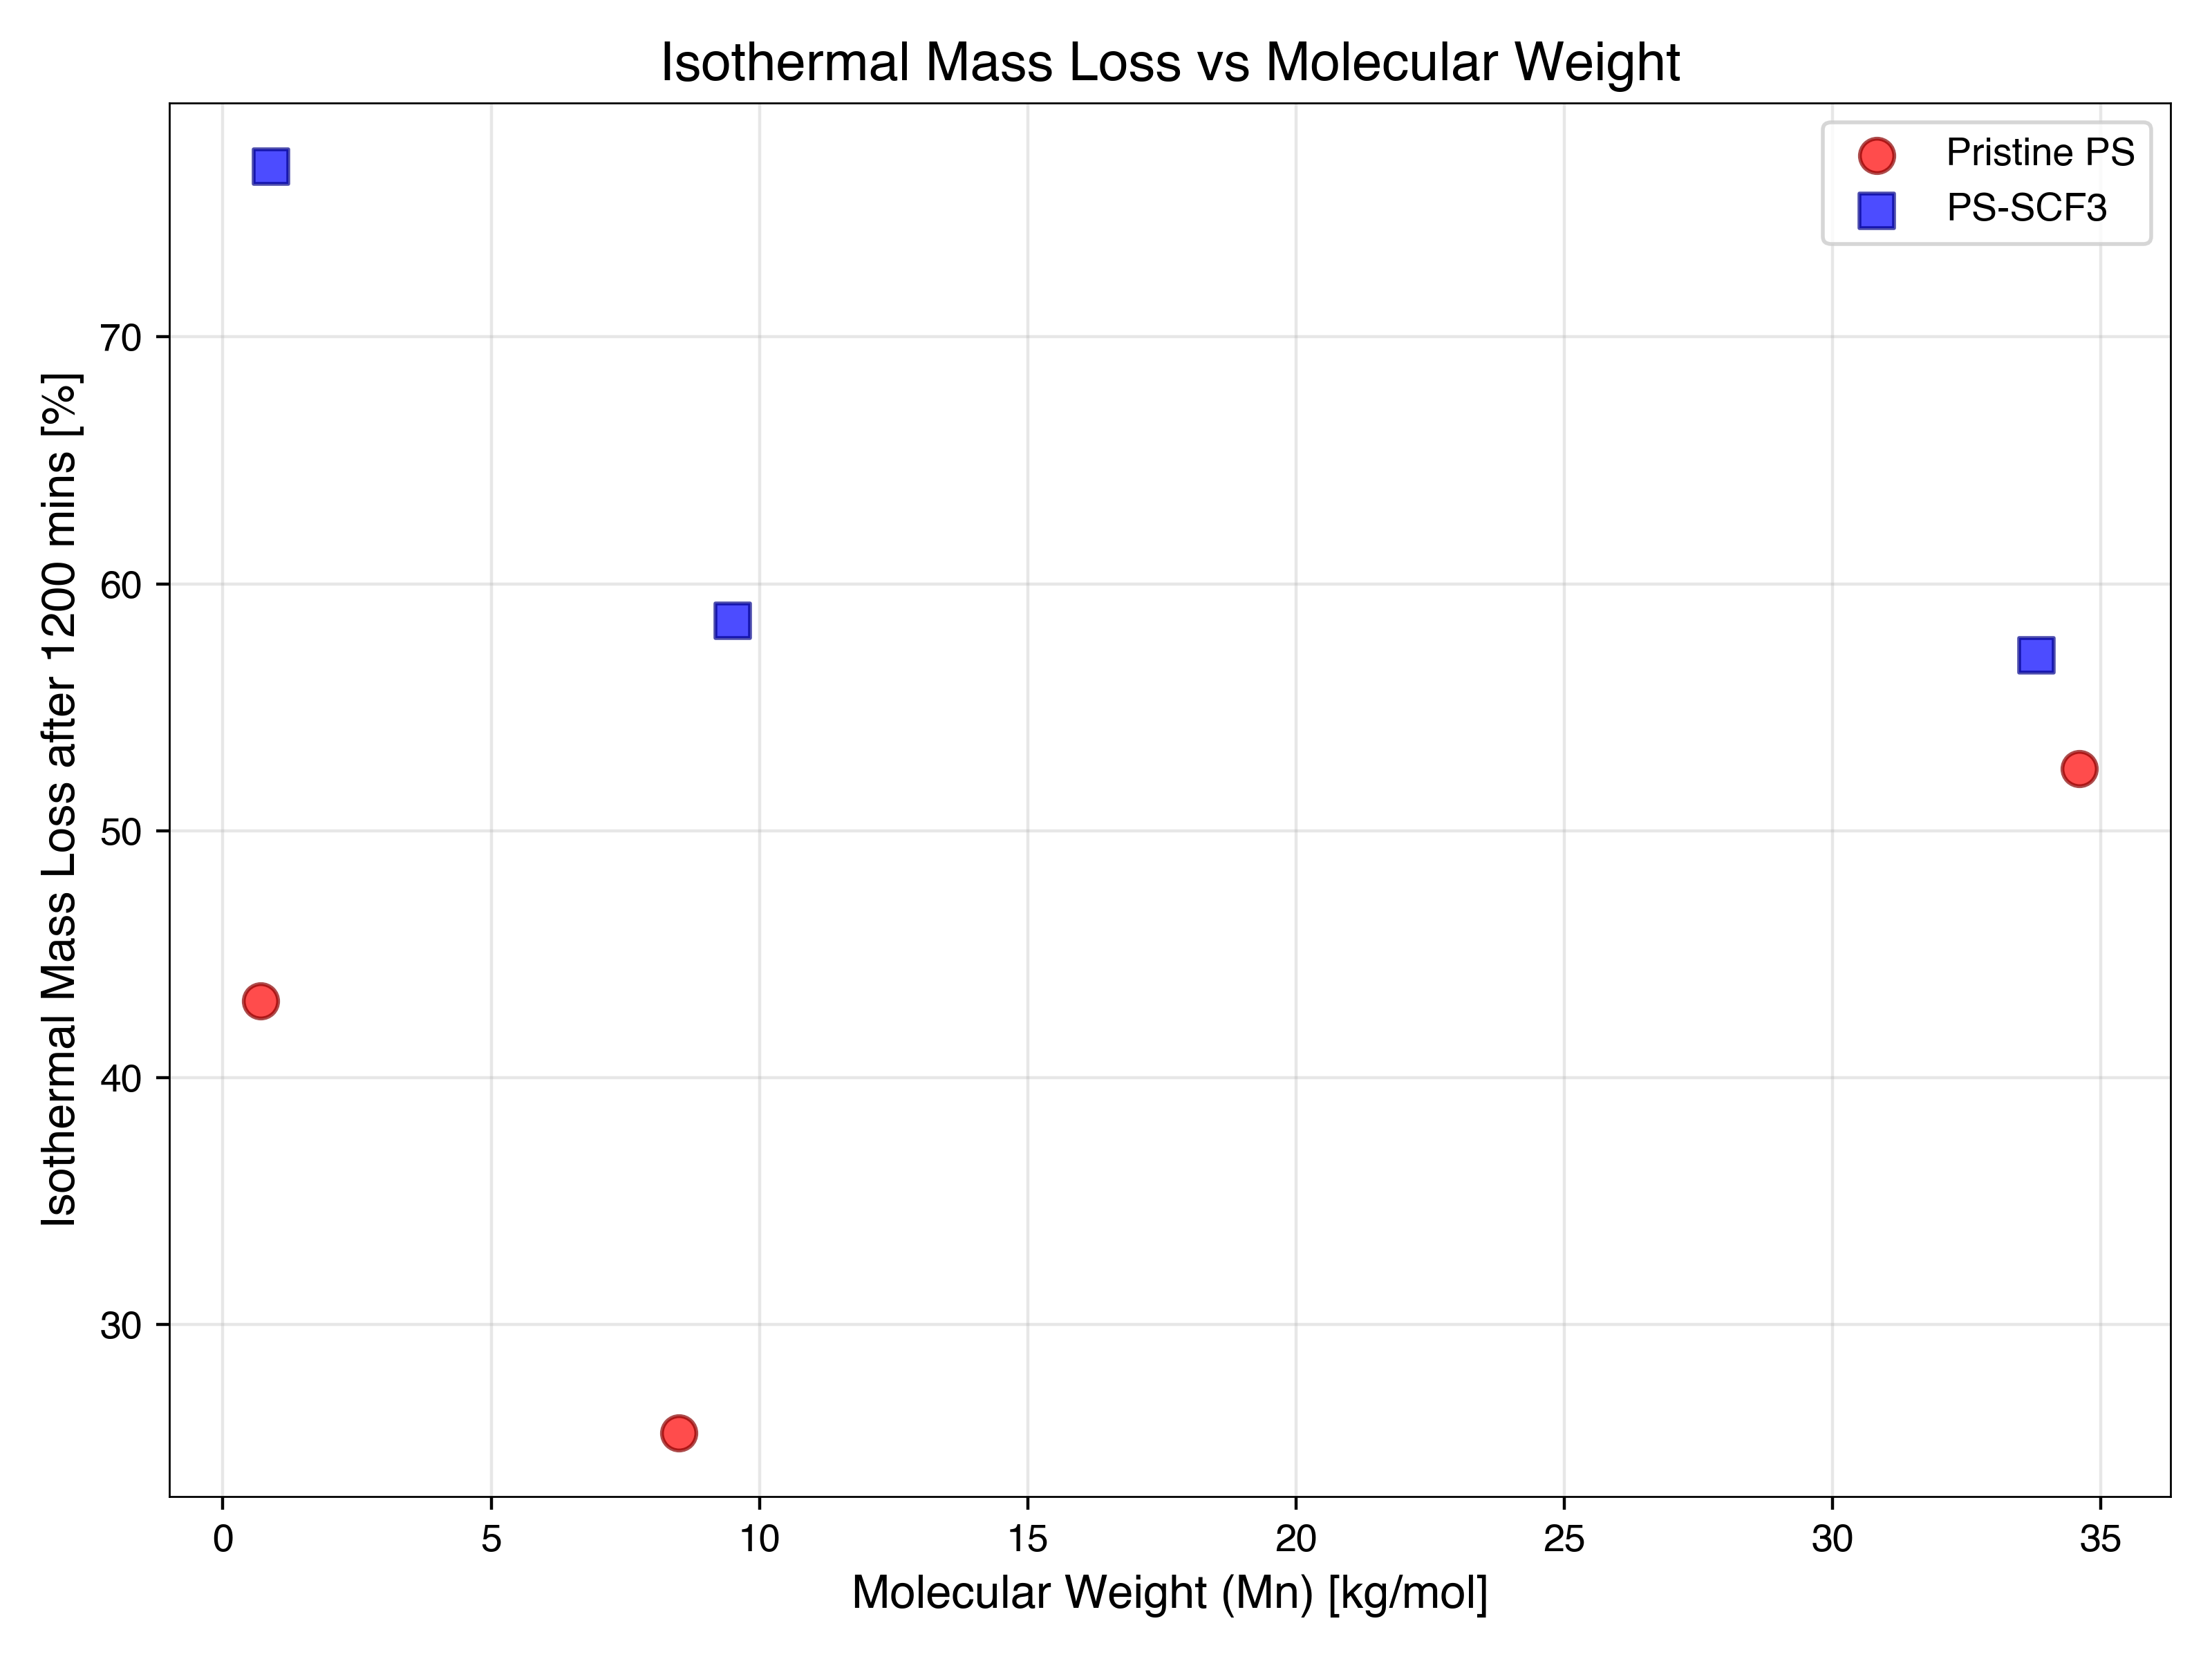 Isothermal Mass Loss vs Molecular Weight
Pristine PS
PS-SCF3
Isothermal Mass Loss after 1200 mins [%]
70
60
50
40
30
0 5 10 15 20 25 30 35
Molecular Weight (Mn) [kg/mol]